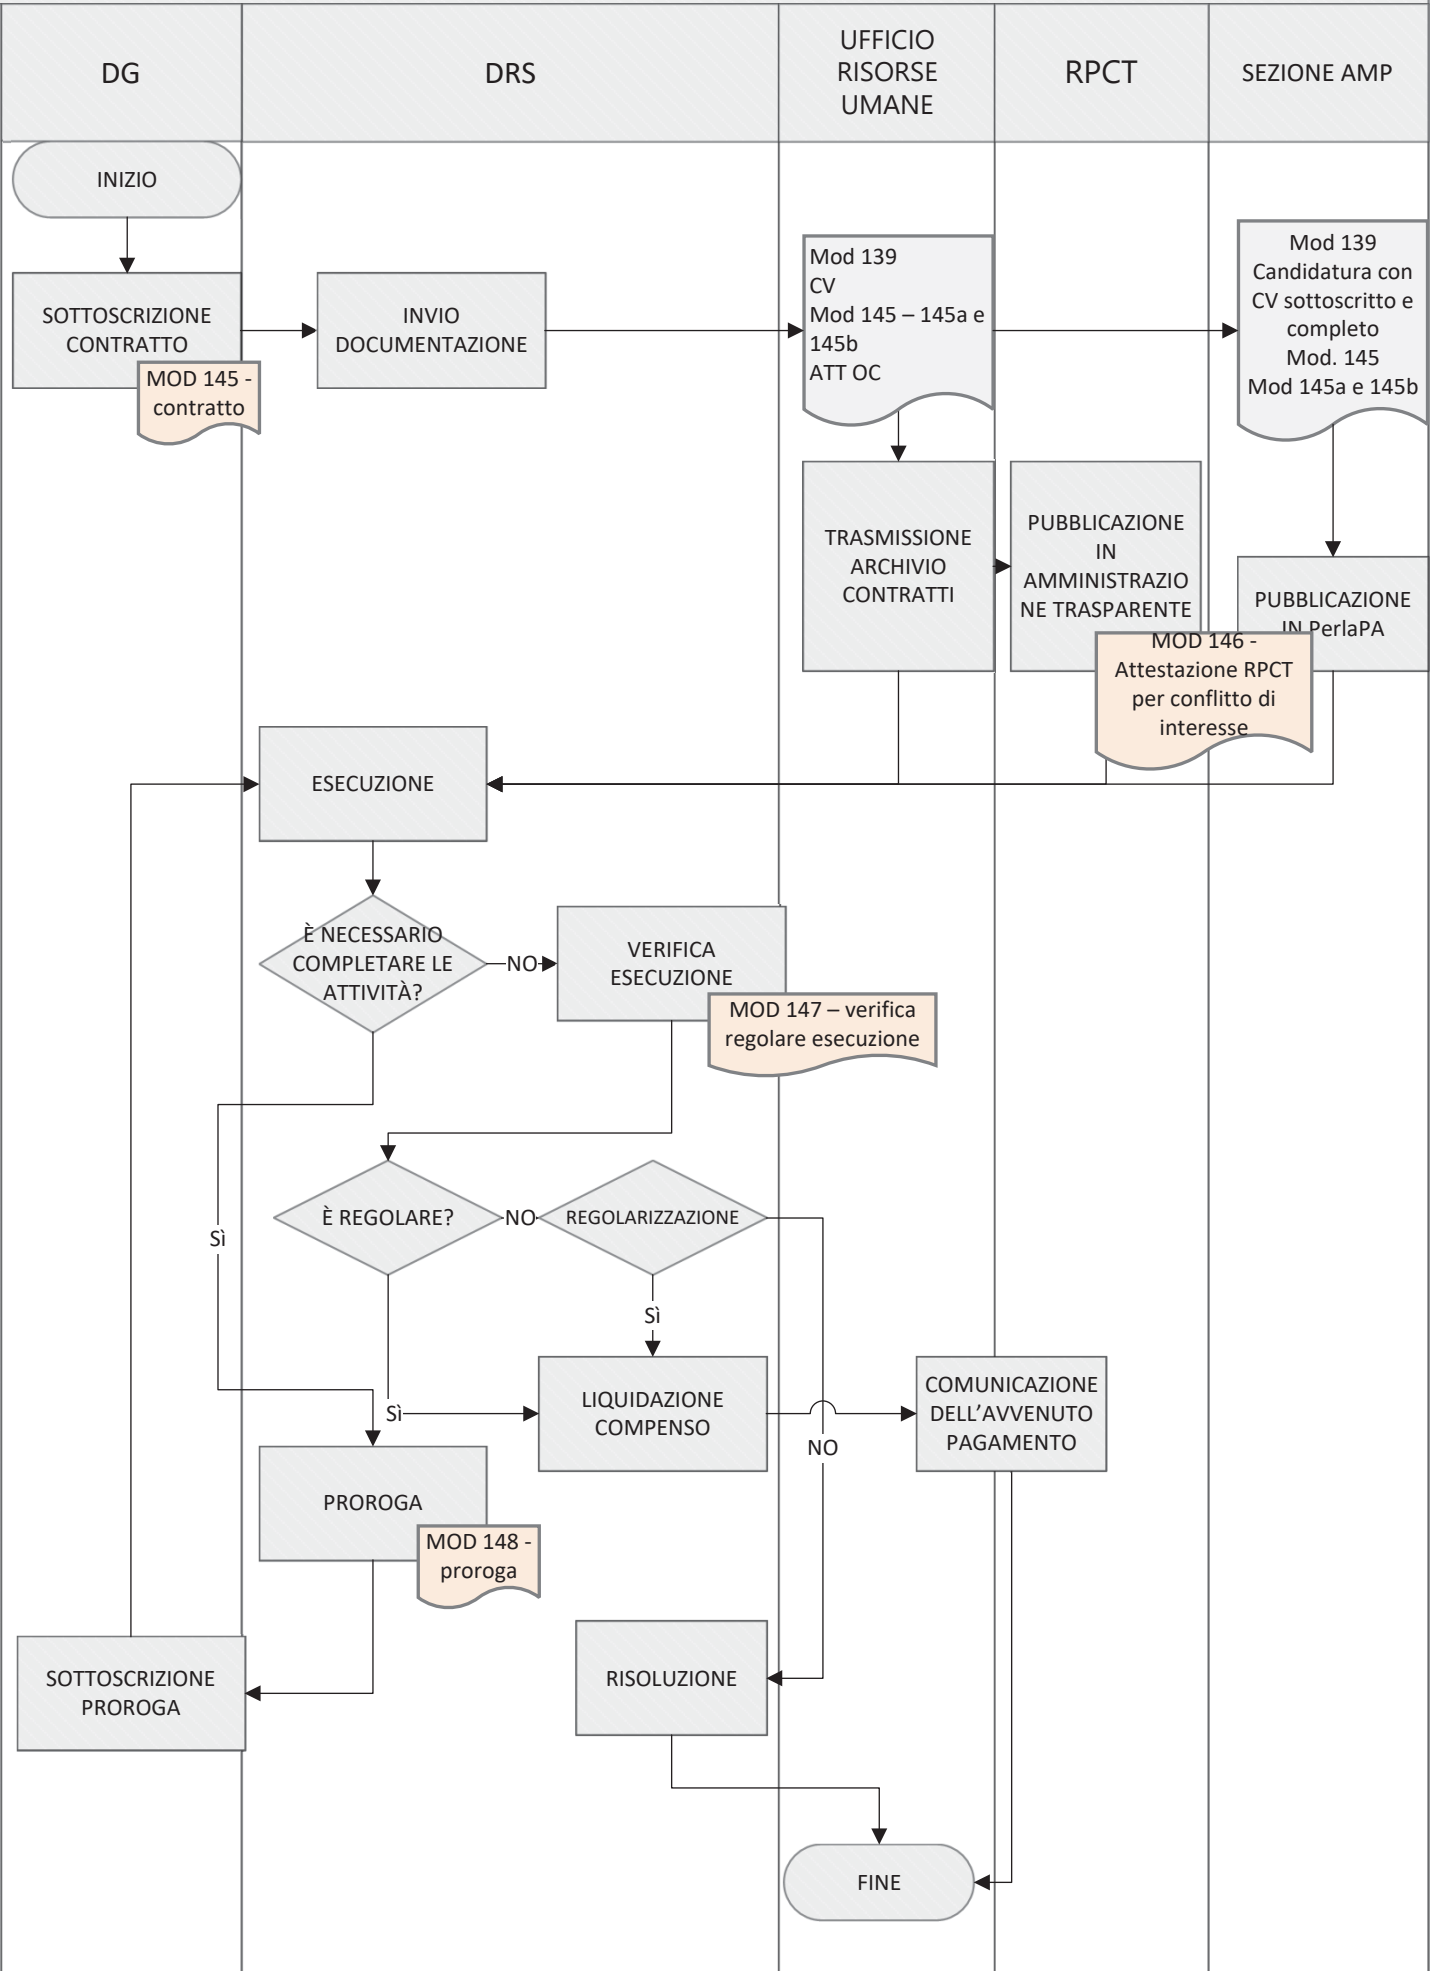 DG
DRS
UFFICIO
RISORSE
UMANE
RPCT
SEZIONE AMP
INIZIO
SOTTOSCRIZIONE
CONTRATTO
MOD 145 -
contratto
INVIO
DOCUMENTAZIONE
Mod 139
CV
Mod 145 – 145a e
145b
ATT OC
Mod 139
Candidatura con
CV sottoscritto e
completo
Mod. 145
Mod 145a e 145b
TRASMISSIONE
ARCHIVIO
CONTRATTI
PUBBLICAZIONE
IN
AMMINISTRAZIO
NE TRASPARENTE
PUBBLICAZIONE
IN PerlaPA
MOD 146 -
Attestazione RPCT
per conflitto di
interesse
ESECUZIONE
È NECESSARIO
COMPLETARE LE
ATTIVITÀ?
NO
VERIFICA
ESECUZIONE
MOD 147 – verifica
regolare esecuzione
È REGOLARE?
NO
REGOLARIZZAZIONE
Sì
Sì
LIQUIDAZIONE
COMPENSO
COMUNICAZIONE
DELL’AVVENUTO
PAGAMENTO
Sì
NO
PROROGA
MOD 148 -
proroga
SOTTOSCRIZIONE
PROROGA
RISOLUZIONE
FINE